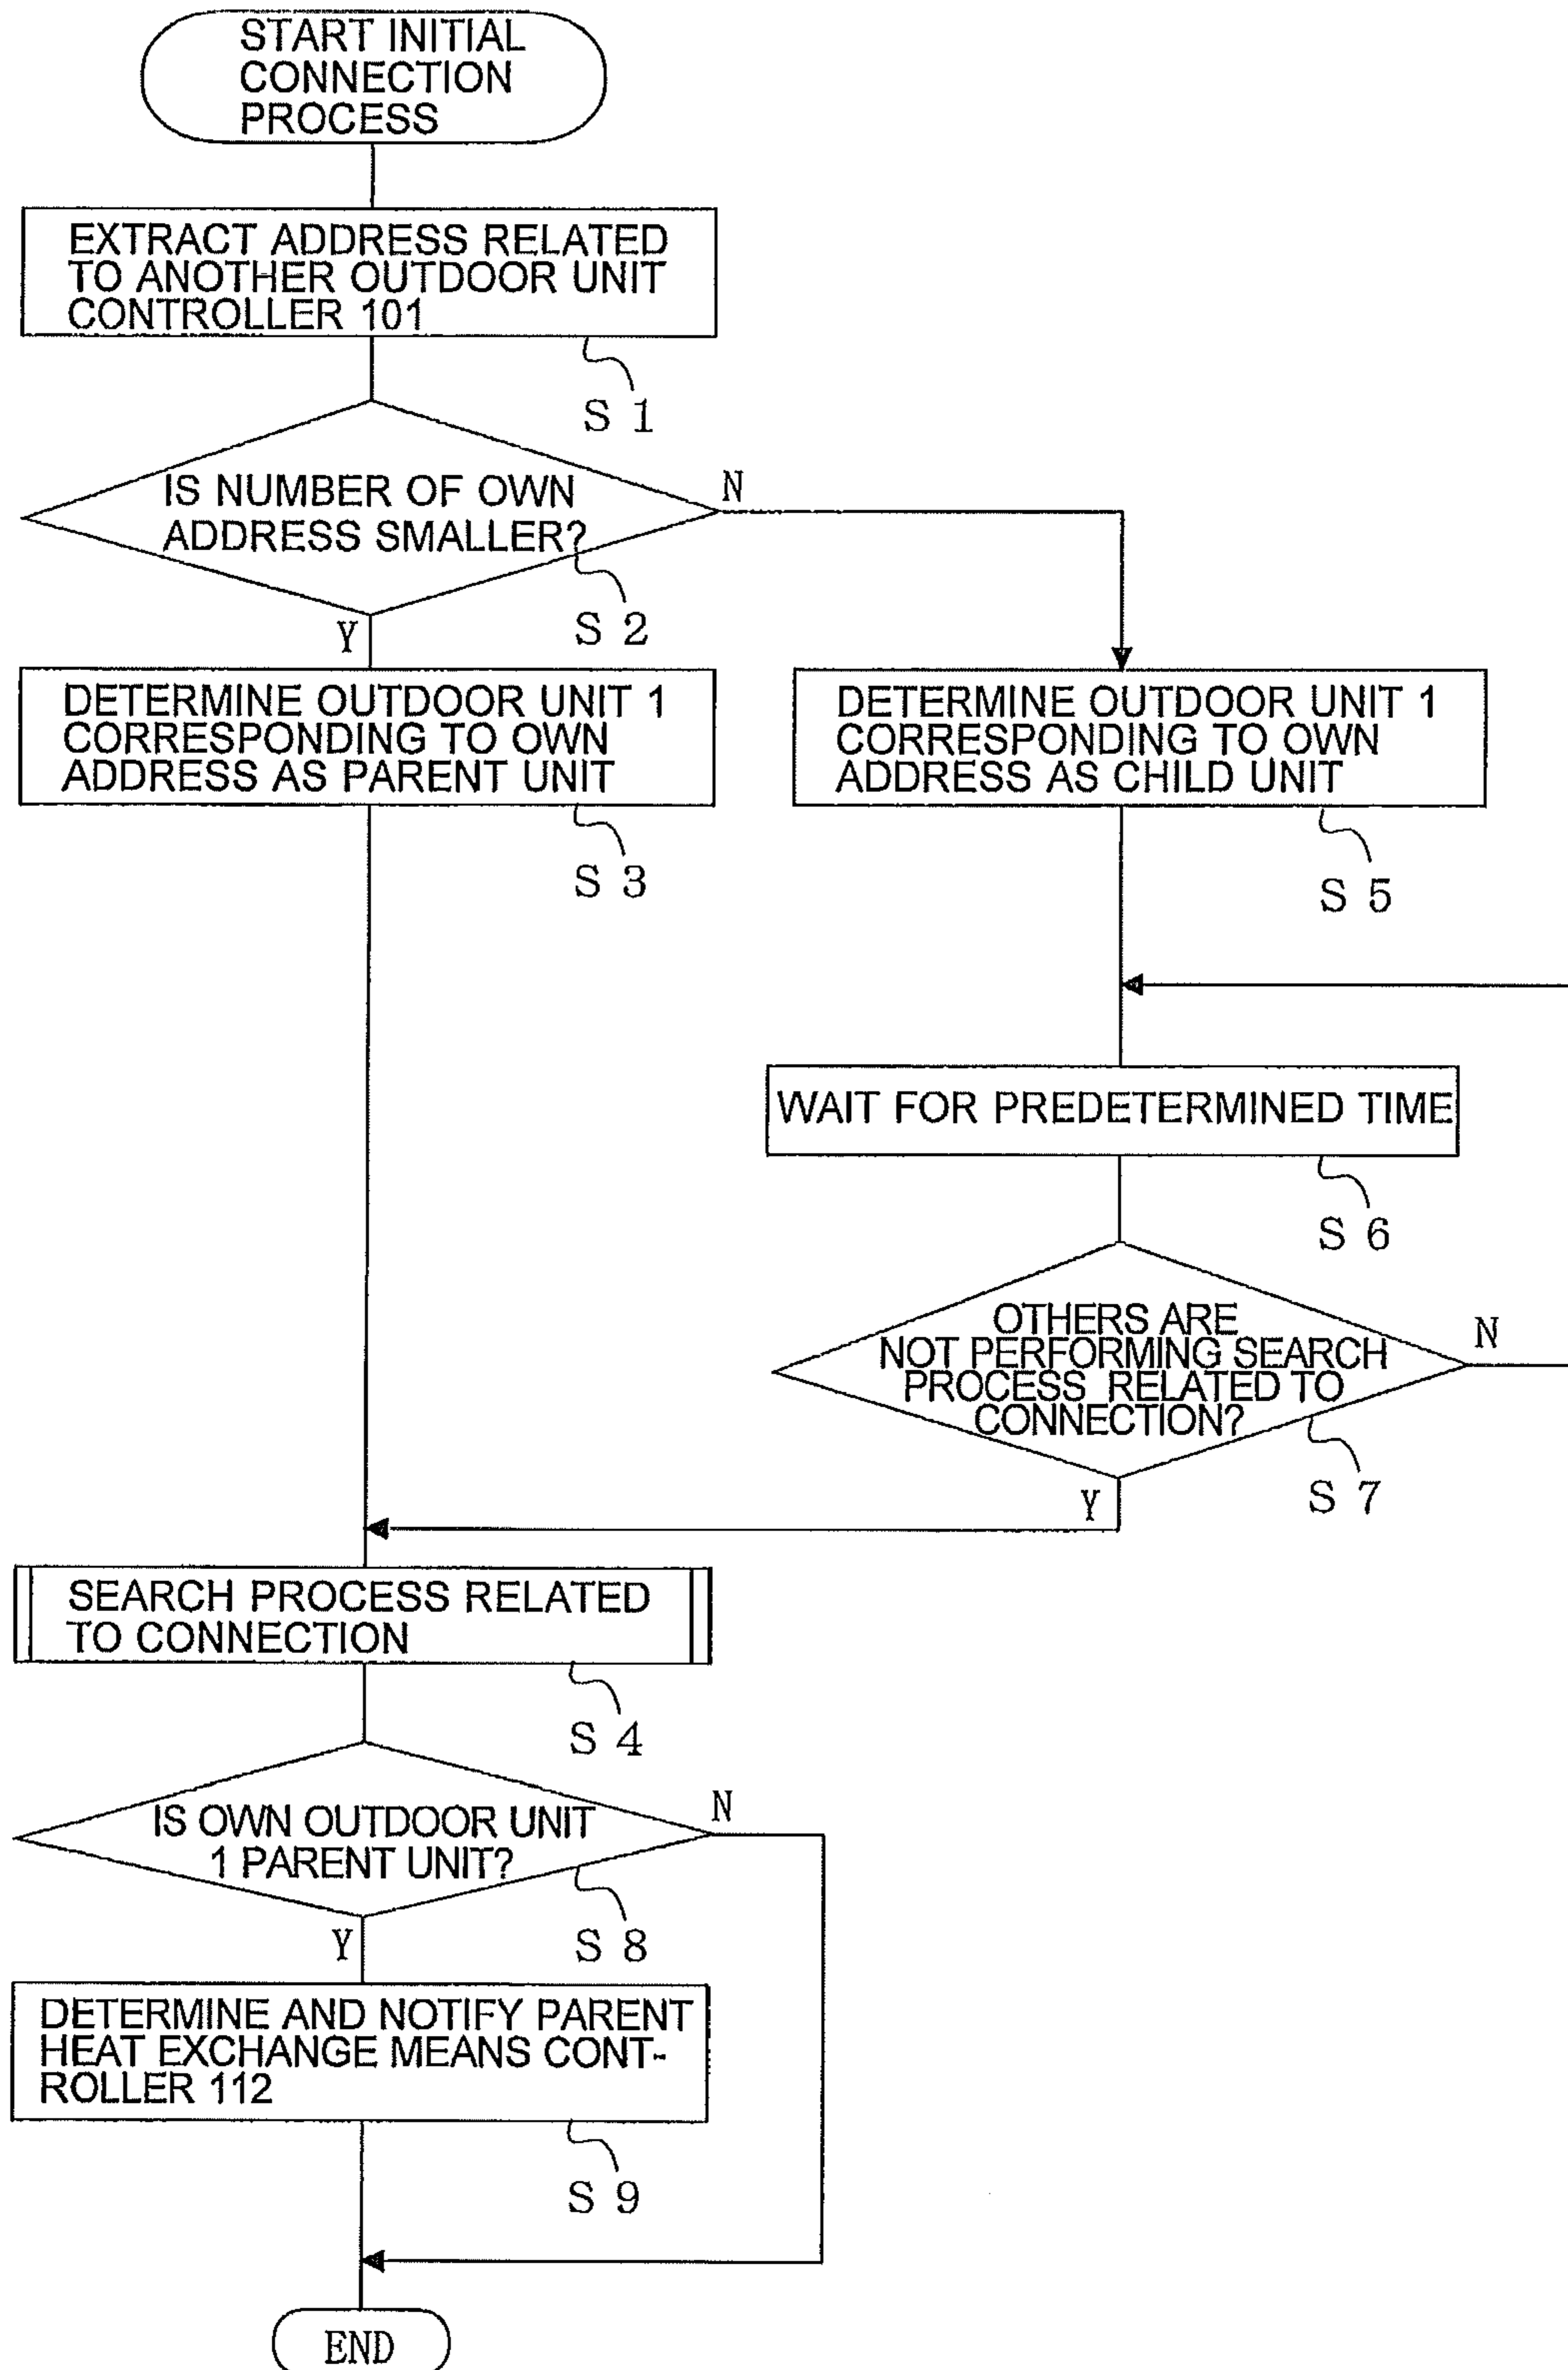 START INITIAL
CONNECTION
PROCESS
EXTRACT ADDRESS RELATED
TO ANOTHER OUTDOOR UNIT
CONTROLLER 101
S 1
IS NUMBER OF OWN
ADDRESS SMALLER?
N
S 2
Y
DETERMINE OUTDOOR UNIT 1
CORRESPONDING TO OWN
ADDRESS AS PARENT UNIT
S 3
DETERMINE OUTDOOR UNIT 1
CORRESPONDING TO OWN
ADDRESS AS CHILD UNIT
S 5
WAIT FOR PREDETERMINED TIME
S 6
OTHERS ARE
NOT PERFORMING SEARCH
PROCESS RELATED TO
CONNECTION?
N
S 7
Y
SEARCH PROCESS RELATED
TO CONNECTION
S 4
IS OWN OUTDOOR UNIT
1 PARENT UNIT?
N
S 8
Y
DETERMINE AND NOTIFY PARENT
HEAT EXCHANGE MEANS CONT-
ROLLER 112
S 9
END